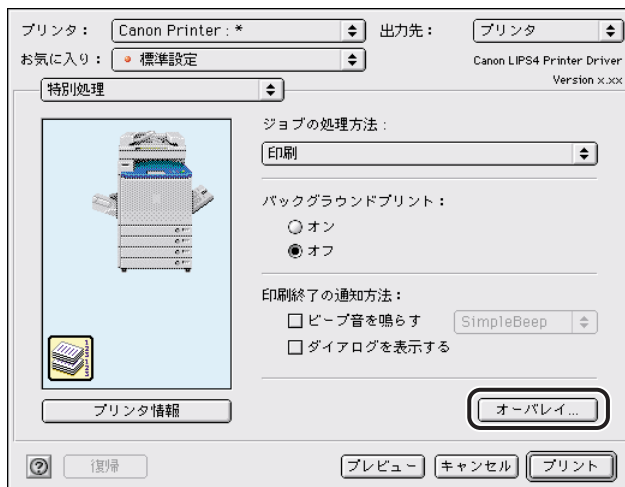 プリンタ： Canon Printer : * 出力先： プリンタ
お気に入り： 標準設定 Canon LIPS4 Printer Driver
Version x.xx
特別処理
ジョブの処理方法：
印刷
バックグラウンドプリント：
オン
オフ
印刷終了の通知方法：
ビープ音を鳴らす SimpleBeep
ダイアログを表示する
プリンタ情報 オーバレイ...
? 復帰 プレビュー キャンセル プリント